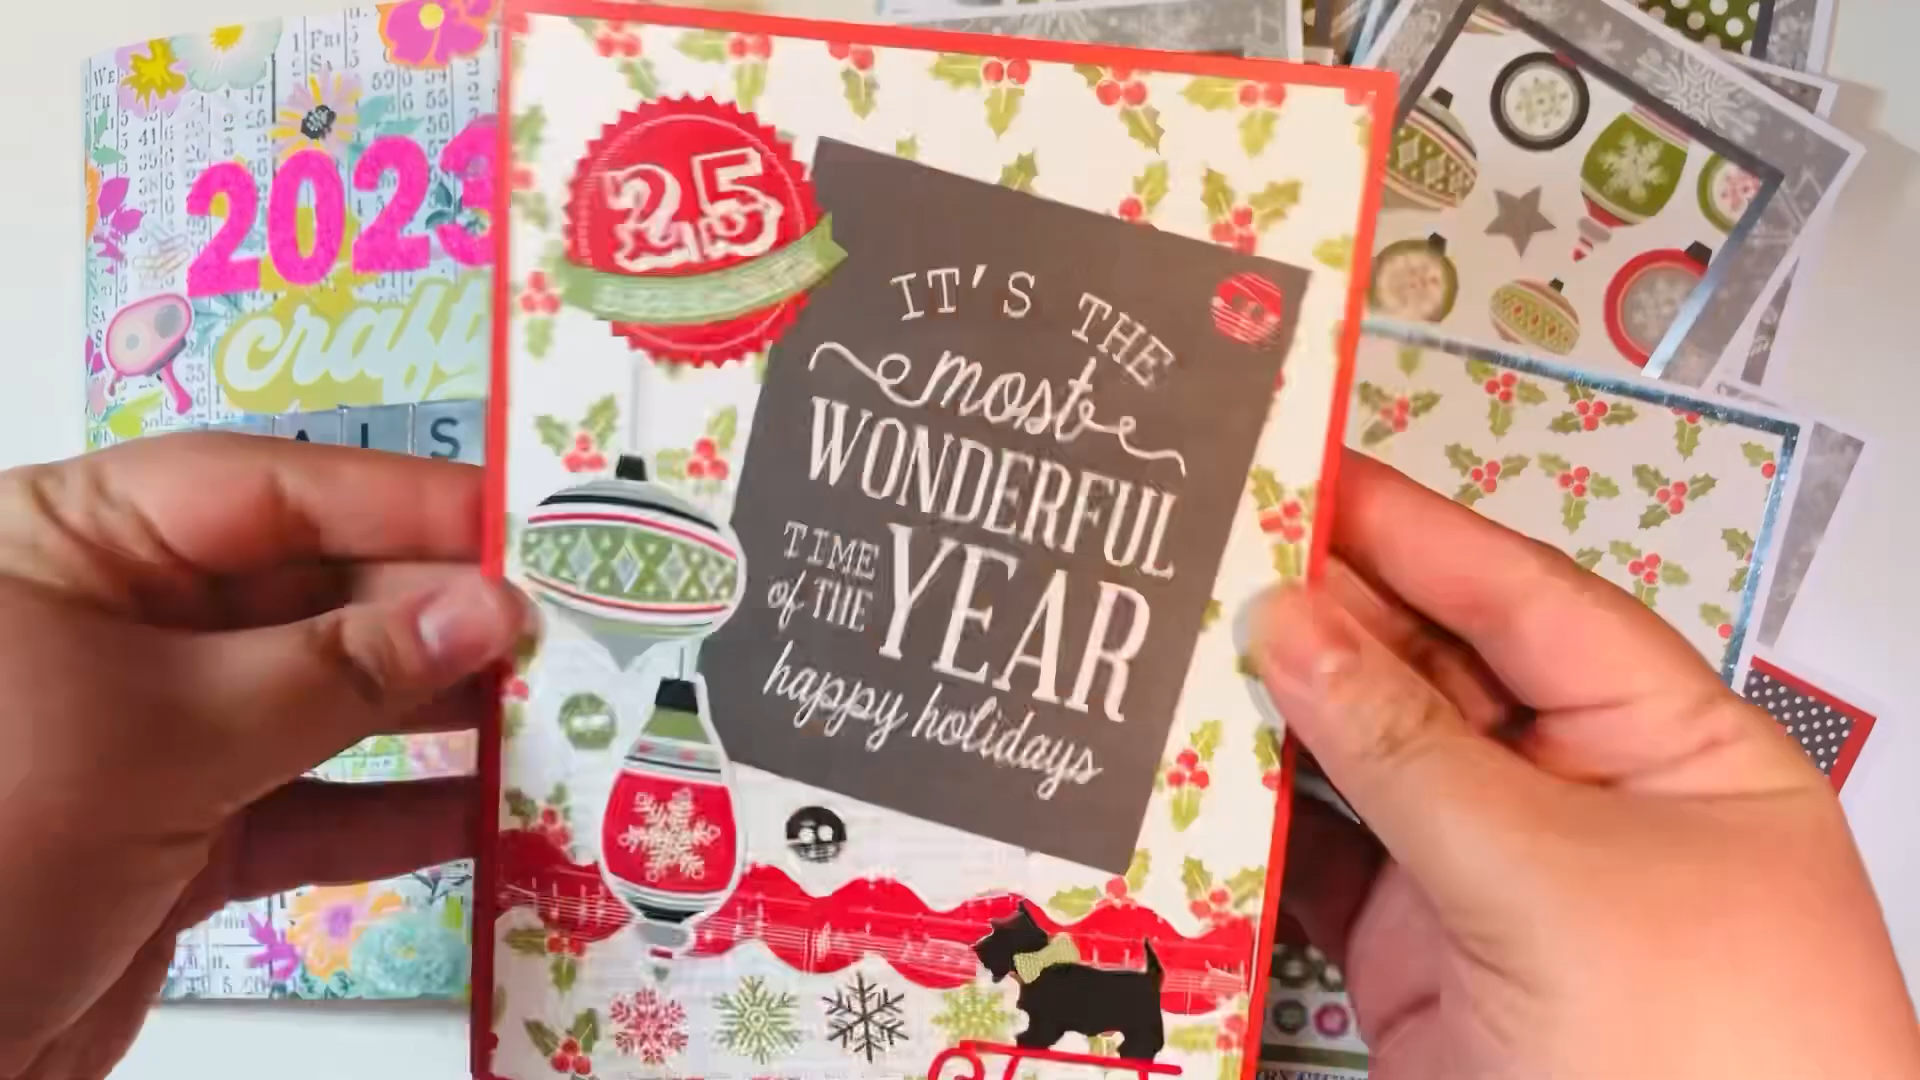 2023
craft
A L S
25
IT'S THE
most
WONDERFUL
TIME
of THE
YEAR
happy holidays